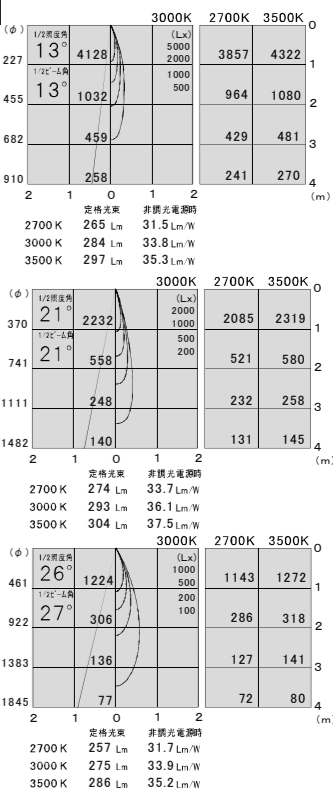 3000K 2700K 3500K
(φ) 1/2照度角 (Lx) 0
13° 4128 5000 3857 4322
227 2000 1
1/2ビーム角 1000
13° 1032 500 964 1080
455 2
459 429 481
682 3
258 241 270
910 4
2 1 0 1 2 (m)
定格光束 非調光電源時
2700K 265 Lm 31.5 Lm/W
3000K 284 Lm 33.8 Lm/W
3500K 297 Lm 35.3 Lm/W
3000K 2700K 3500K
(φ) 1/2照度角 (Lx) 0
21° 2232 2000 2085 2319
370 1000 1
1/2ビーム角 500
21° 558 200 521 580
741 2
248 232 258
1111 3
140 131 145
1482 4
2 1 0 1 2 (m)
定格光束 非調光電源時
2700K 274 Lm 33.7 Lm/W
3000K 293 Lm 36.1 Lm/W
3500K 304 Lm 37.5 Lm/W
3000K 2700K 3500K
(φ) 1/2照度角 (Lx) 0
26° 1224 1000 1143 1272
461 500 1
1/2ビーム角 200
27° 306 100 286 318
922 2
136 127 141
1383 3
77 72 80
1845 4
2 1 0 1 2 (m)
定格光束 非調光電源時
2700K 257 Lm 31.7 Lm/W
3000K 275 Lm 33.9 Lm/W
3500K 286 Lm 35.2 Lm/W